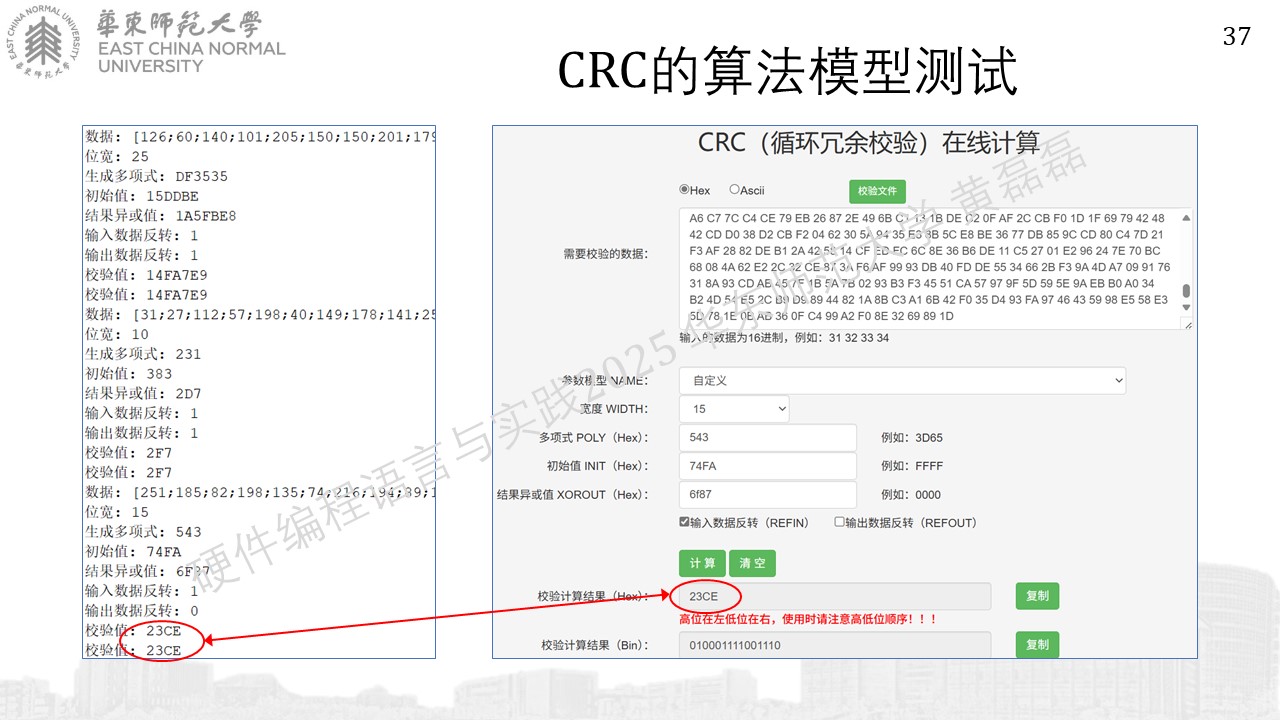 EAST CHINA NORMAL UNIVERSITY
華東師範大學
華東師範大學
EAST CHINA NORMAL
UNIVERSITY
37
CRC的算法模型测试
数据: [126;60;140;101;205;150;150;201;179
位宽: 25
生成多项式: DF3535
初始值: 15DDBE
结果异或值: 1A5FBE8
输入数据反转: 1
输出数据反转: 1
校验值: 14FA7E9
校验值: 14FA7E9
数据: [31;27;112;57;198;40;149;178;141;25
位宽: 10
生成多项式: 231
初始值: 383
结果异或值: 2D7
输入数据反转: 1
输出数据反转: 1
校验值: 2F7
校验值: 2F7
数据: [251;185;82;198;135;74;216;194;89;1
位宽: 15
生成多项式: 543
初始值: 74FA
结果异或值: 6F87
输入数据反转: 1
输出数据反转: 0
校验值: 23CE
校验值: 23CE
CRC（循环冗余校验）在线计算
Hex Ascii 校验文件
需要校验的数据:
A6 C7 7C C4 CE 79 EB 26 87 2E 49 6B 1B DE 0F AF 2C CB F0 1D 1F 69 79 42 48
42 CD D0 38 D2 CB F2 04 62 30 5A 94 35 E3 8B 5C E8 BE 36 77 DB 85 9C CD 80 C4 7D 21
F3 AF 28 82 DE B1 2A 42 14 CF 6C 8E 36 B6 DE 11 C5 27 01 E2 96 24 7E 70 BC
68 08 4A 62 E2 2C CE 87 3A F6 AF 99 93 DB 40 FD DE 55 34 66 2B F3 9A 4D A7 09 91 76
31 8A 93 CD AB 45 7F 1B 5A 7B 02 93 B3 F3 45 51 CA 57 97 9F 5D 59 5E 9A EB B0 A0 34
B2 4D 54 E5 2C B9 D9 89 44 82 1A 8B C3 A1 6B 42 F0 35 D4 93 FA 97 46 43 59 98 E5 58 E3
5D 78 1E 0E AB 36 0F C4 99 A2 F0 8E 32 69 89 1D
输入的数据为16进制，例如：31 32 33 34
参数模型 NAME： 自定义
宽度 WIDTH： 15
多项式 POLY（Hex）： 543 例如：3D65
初始值 INIT（Hex）： 74FA 例如：FFFF
结果异或值 XOROUT（Hex）： 6f87 例如：0000
输入数据反转（REFIN） 输出数据反转（REFOUT）
计 算 清 空
校验计算结果（Hex）： 23CE 复制
高位在左低位在右，使用时请注意高低位顺序！！！
校验计算结果（Bin）： 010001111001110 复制
硬件编程语言与实践2025 华东师范大学 黄磊磊